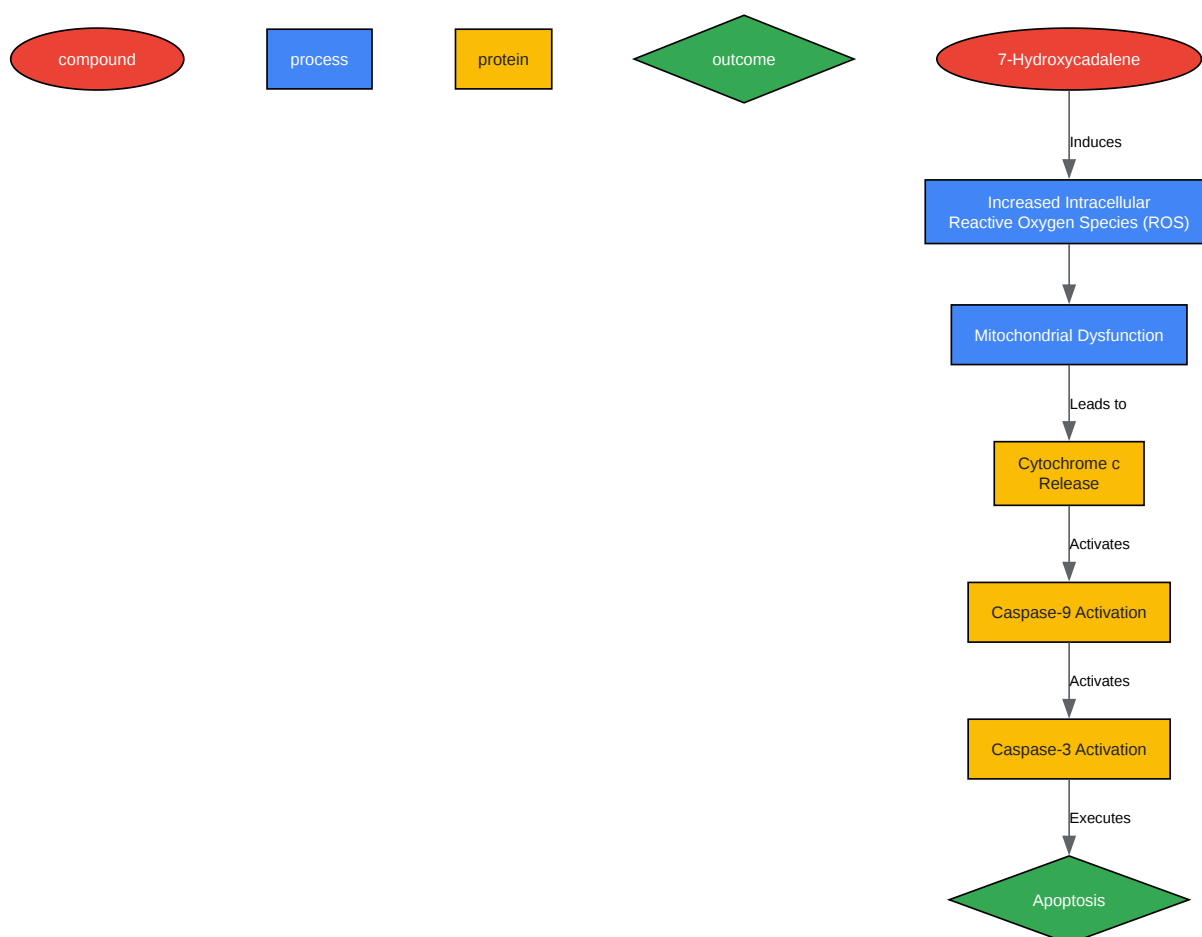 compound
process
protein
outcome
7-Hydroxycadalene
Induces
Increased Intracellular
Reactive Oxygen Species (ROS)
Mitochondrial Dysfunction
Leads to
Cytochrome c
Release
Activates
Caspase-9 Activation
Activates
Caspase-3 Activation
Executes
Apoptosis